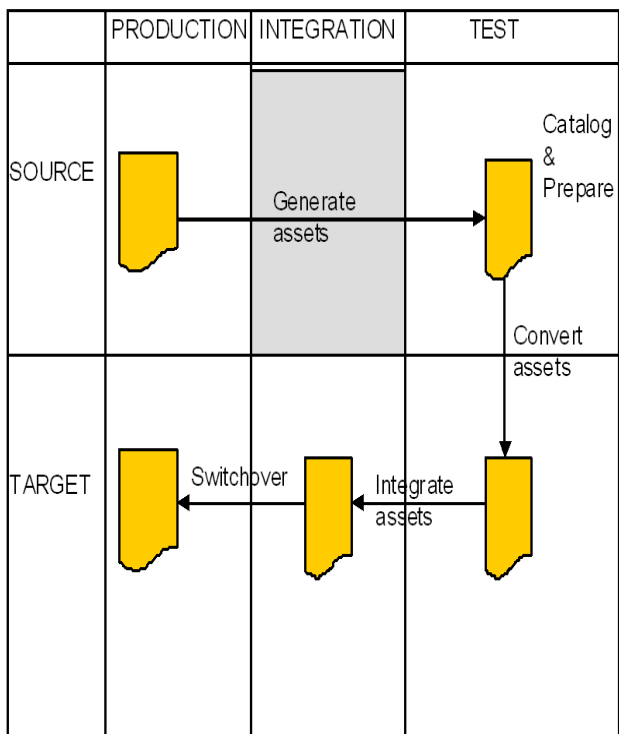 PRODUCTION INTEGRATION TEST
SOURCE
Generate
assets
Catalog
&
Prepare
Convert
assets
TARGET
Switchover
Integrate
assets